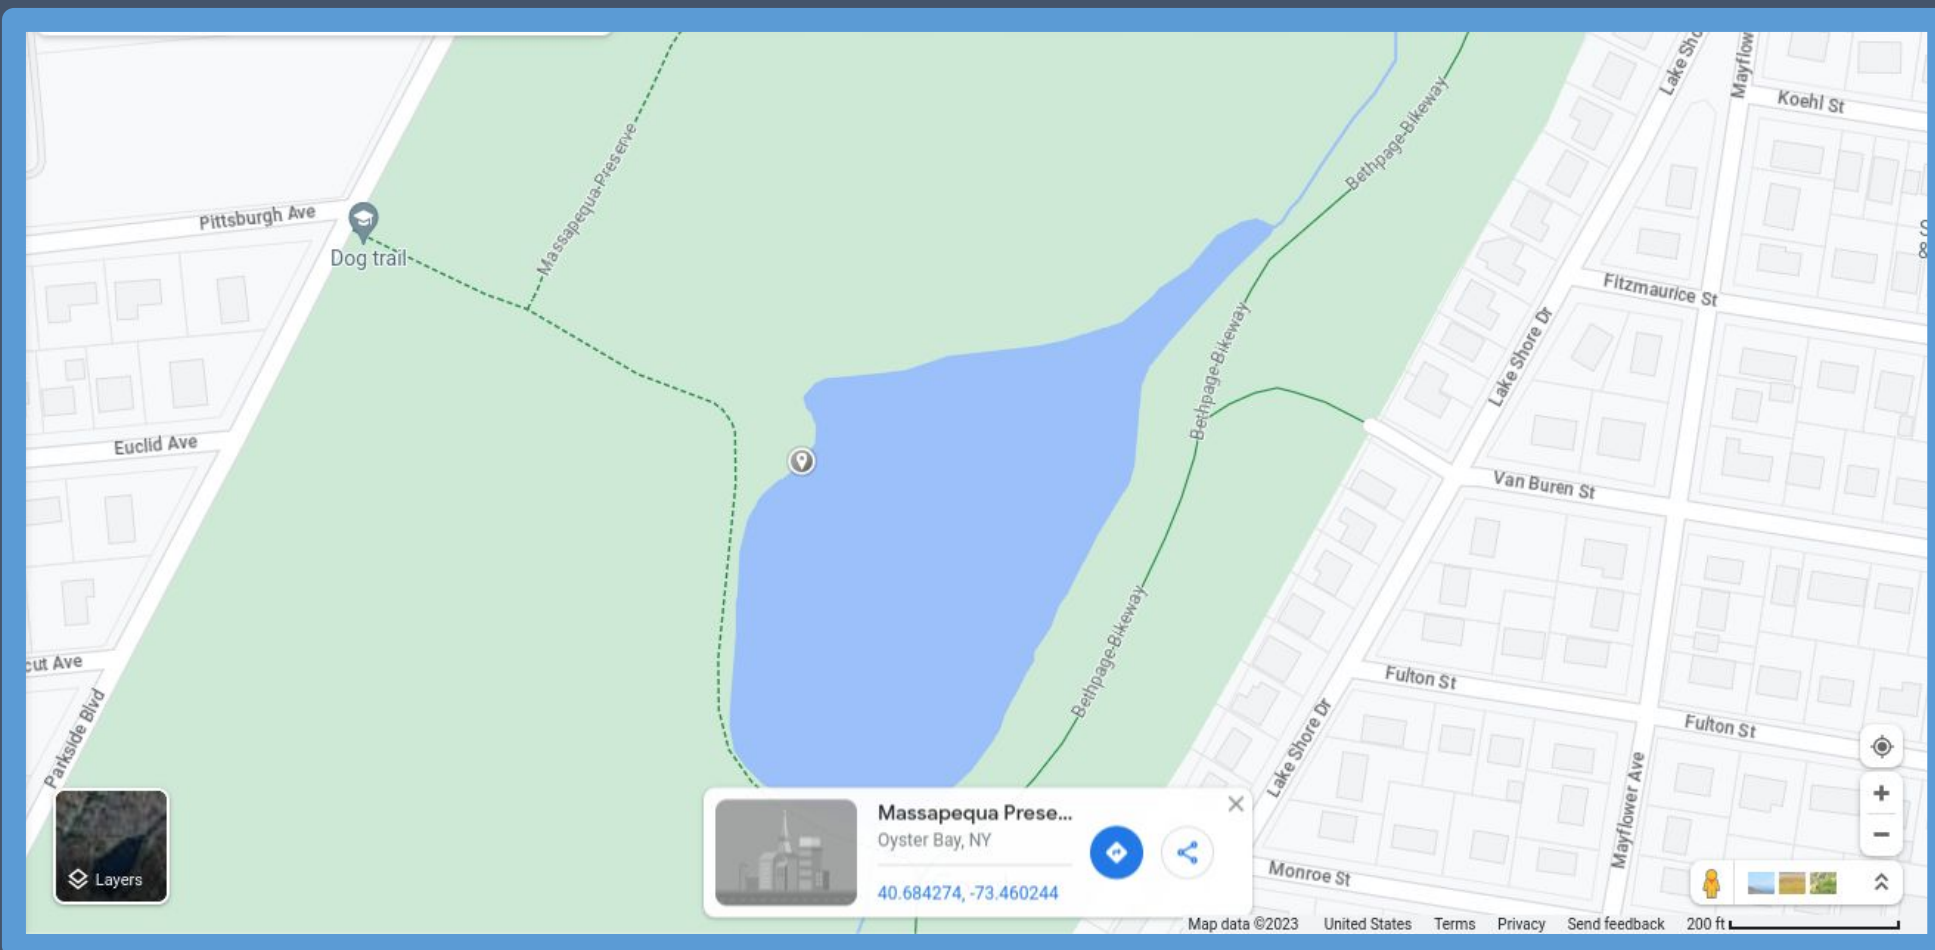 Lake Sho
Mayflow
Koehl St
Massapequa Preserve
Bethpage Bikeway
Pittsburgh Ave
Dog trail
Fitzmaurice St
Bethpage Bikeway
Lake Shore Dr
Euclid Ave
Van Buren St
Bethpage Bikeway
cut Ave
Fulton St
Parkside Blvd
Lake Shore Dr
Fulton St
Mayflower Ave
Massapequa Prese...
Oyster Bay, NY
40.684274, -73.460244
Layers
Monroe St
Map data ©2023 United States Terms Privacy Send feedback 200 ft